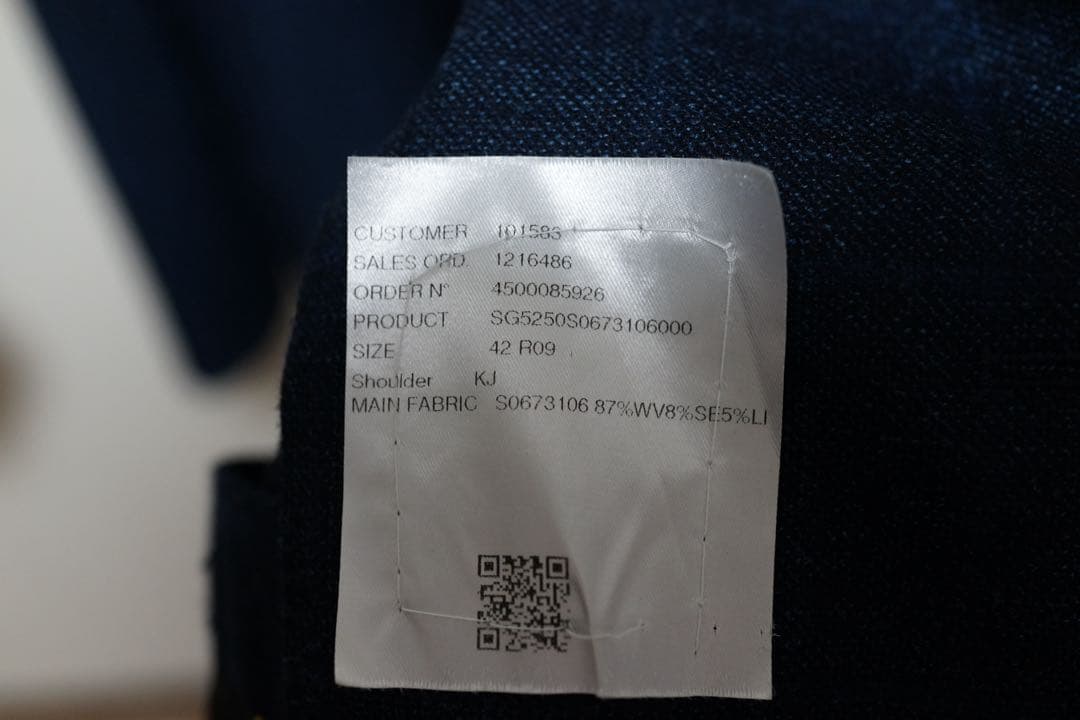 CUSTOMER 101583
SALES ORD. 1216486
ORDER N° 4500085926
PRODUCT SG5250S0673106000
SIZE 42 R09
Shoulder KJ
MAIN FABRIC S0673106 87%WV8%SE5%LI